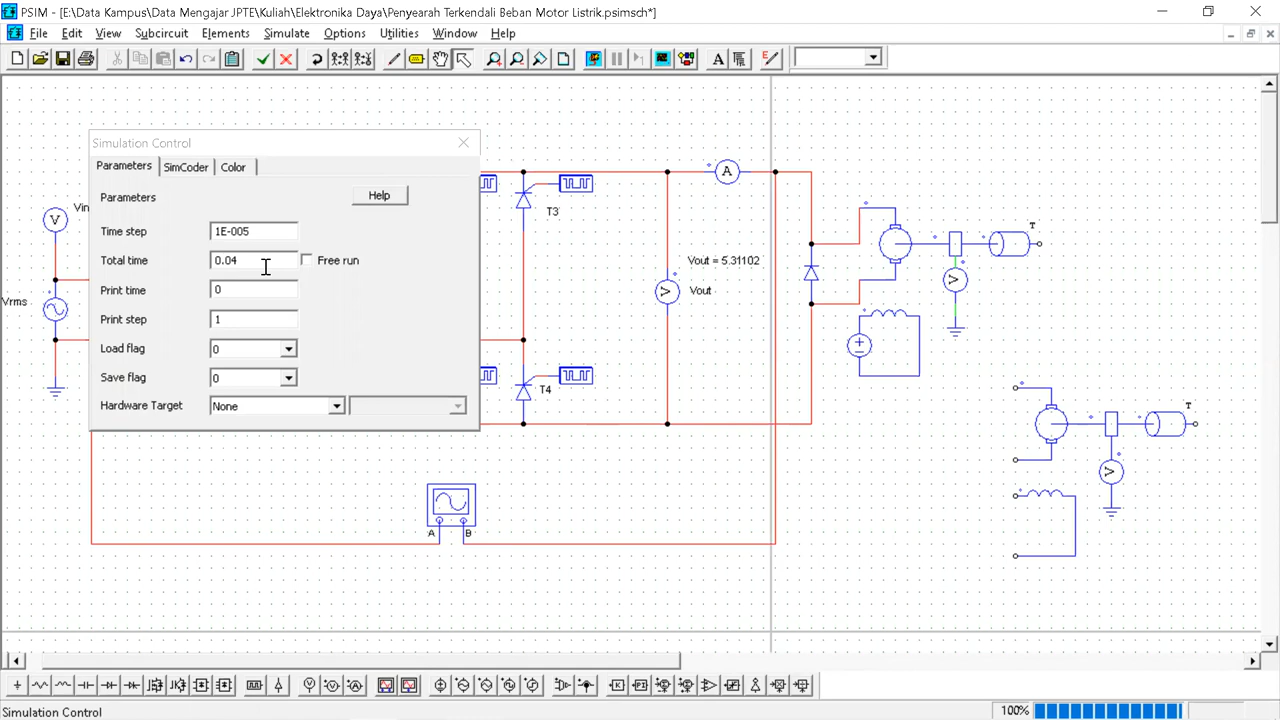 PSIM - [E:\Data Kampus\Data Mengajar JPTE\Kuliah\Elektronika Daya\Penyearah Terkendali Beban Motor Listrik.psimsch*]
File Edit View Subcircuit Elements Simulate Options Utilities Window Help
Simulation Control
Parameters SimCoder Color
Parameters
Help
Time step 1E-005
Total time 0.04 Free run
Print time 0
Print step 1
Load flag 0
Save flag 0
Hardware Target None
V
Vin
Vrms
T3
T4
A
Vout = 5.31102
V
Vout
T
V
T
V
A B
Simulation Control
100%